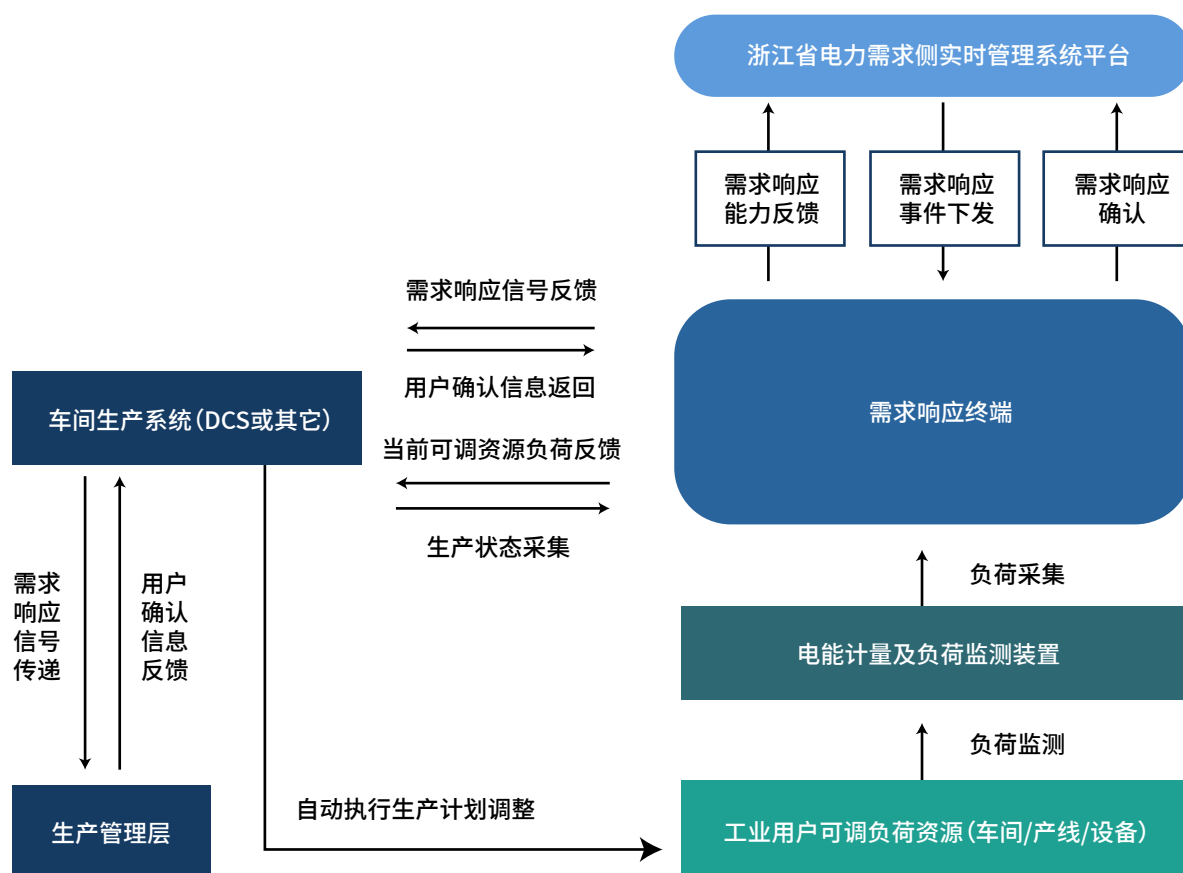 浙江省电力需求侧实时管理系统平台
需求响应
能力反馈
需求响应
事件下发
需求响应
确认
需求响应信号反馈
用户确认信息返回
车间生产系统(DCS或其它)
需求响应终端
当前可调资源负荷反馈
生产状态采集
需求
响应
信号
传递
用户
确认
信息
反馈
负荷采集
电能计量及负荷监测装置
负荷监测
生产管理层
自动执行生产计划调整
工业用户可调负荷资源(车间/产线/设备)